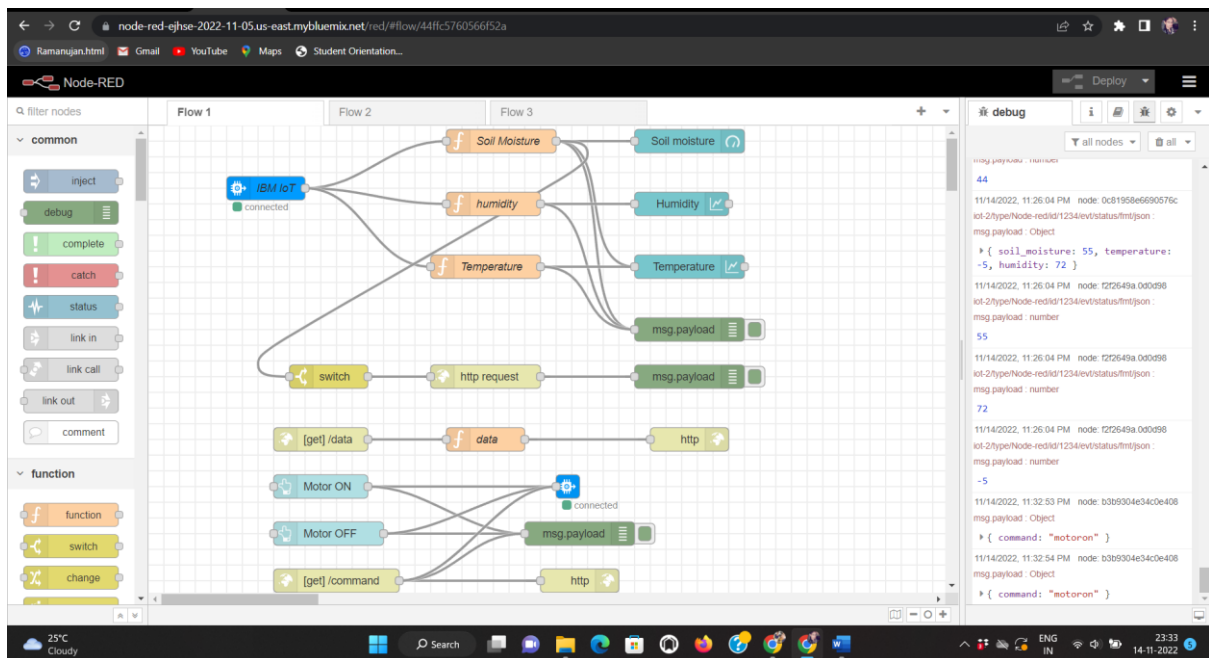 node-red-ejhse-2022-11-05.us-east.mybluemix.net/red/#flow/44ffc5760566f52a
Ramanujan.html Gmail YouTube Maps Student Orientation...
Node-RED Deploy
filter nodes Flow 1 Flow 2 Flow 3 debug
all nodes all
common
inject
debug
complete
catch
status
link in
link call
link out
comment
function
function
switch
change
Soil Moisture Soil moisture
IBM IoT
connected
humidity Humidity
Temperature Temperature
msg.payload
switch http request msg.payload
[get] /data data http
Motor ON
connected
Motor OFF msg.payload
[get] /command http
msg.payload : number
44
11/14/2022, 11:26:04 PM node: 0c81958e6690576c
iot-2/type/Node-red/id/1234/evt/status/fmt/json :
msg.payload : Object
{ soil_moisture: 55, temperature:
-5, humidity: 72 }
11/14/2022, 11:26:04 PM node: f2f2649a.0d0d98
iot-2/type/Node-red/id/1234/evt/status/fmt/json :
msg.payload : number
55
11/14/2022, 11:26:04 PM node: f2f2649a.0d0d98
iot-2/type/Node-red/id/1234/evt/status/fmt/json :
msg.payload : number
72
11/14/2022, 11:26:04 PM node: f2f2649a.0d0d98
iot-2/type/Node-red/id/1234/evt/status/fmt/json :
msg.payload : number
-5
11/14/2022, 11:32:53 PM node: b3b9304e34c0e408
msg.payload : Object
{ command: "motoron" }
11/14/2022, 11:32:54 PM node: b3b9304e34c0e408
msg.payload : Object
{ command: "motoron" }
25°C
Cloudy
Search
ENG
IN
23:33
14-11-2022
5